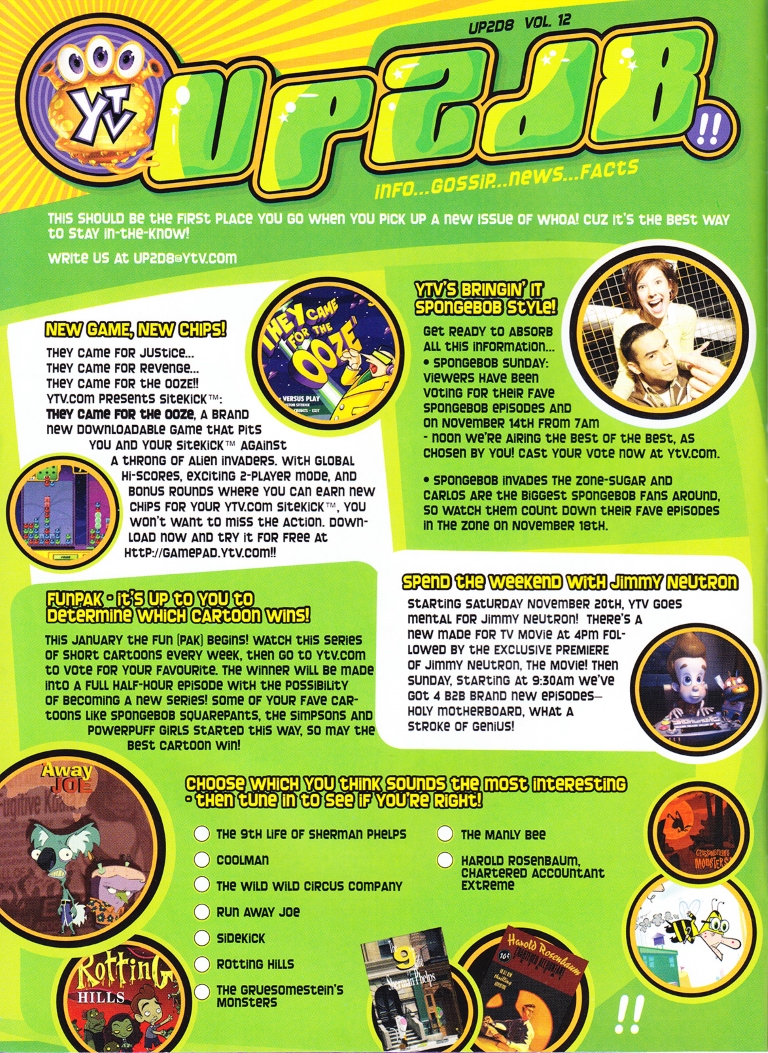 UP2D8 VOL. 12
YTV
UP2D8!!
INFO...GOSSIP...NEWS...FACTS
THIS SHOULD BE THE FIRST PLACE YOU GO WHEN YOU PICK UP A NEW ISSUE OF WHOA! CUZ IT'S THE BEST WAY
TO STAY IN-THE-KNOW!
WRITE US AT UP2D8@YTV.COM
NEW GAME, NEW CHIPS!
THEY CAME FOR JUSTICE...
THEY CAME FOR REVENGE...
THEY CAME FOR THE OOZE!!
YTV.COM PRESENTS SITEKICK™:
THEY CAME FOR THE OOZE, A BRAND
NEW DOWNLOADABLE GAME THAT PITS
YOU AND YOUR SITEKICK™ AGAINST
A THRONG OF ALIEN INVADERS. WITH GLOBAL
HI-SCORES, EXCITING 2-PLAYER MODE, AND
BONUS ROUNDS WHERE YOU CAN EARN NEW
CHIPS FOR YOUR YTV.COM SITEKICK™, YOU
WON'T WANT TO MISS THE ACTION. DOWN-
LOAD NOW AND TRY IT FOR FREE AT
HTTP://GAMEPAD.YTV.COM!!
THEY CAME
FOR THE
OOZE
VERSUS PLAY
YTV'S BRINGIN' IT
SPONGEBOB STYLE!
GET READY TO ABSORB
ALL THIS INFORMATION...
• SPONGEBOB SUNDAY:
VIEWERS HAVE BEEN
VOTING FOR THEIR FAVE
SPONGEBOB EPISODES AND
ON NOVEMBER 14TH FROM 7AM
- NOON WE'RE AIRING THE BEST OF THE BEST, AS
CHOSEN BY YOU! CAST YOUR VOTE NOW AT YTV.COM.
• SPONGEBOB INVADES THE ZONE-SUGAR AND
CARLOS ARE THE BIGGEST SPONGEBOB FANS AROUND,
SO WATCH THEM COUNT DOWN THEIR FAVE EPISODES
IN THE ZONE ON NOVEMBER 18TH.
FUNPAK - IT'S UP TO YOU TO
DETERMINE WHICH CARTOON WINS!
THIS JANUARY THE FUN [PAK] BEGINS! WATCH THIS SERIES
OF SHORT CARTOONS EVERY WEEK, THEN GO TO YTV.COM
TO VOTE FOR YOUR FAVOURITE. THE WINNER WILL BE MADE
INTO A FULL HALF-HOUR EPISODE WITH THE POSSIBILITY
OF BECOMING A NEW SERIES! SOME OF YOUR FAVE CAR-
TOONS LIKE SPONGEBOB SQUAREPANTS, THE SIMPSONS AND
POWERPUFF GIRLS STARTED THIS WAY, SO MAY THE
BEST CARTOON WIN!
SPEND THE WEEKEND WITH JIMMY NEUTRON
STARTING SATURDAY NOVEMBER 20TH, YTV GOES
MENTAL FOR JIMMY NEUTRON! THERE'S A
NEW MADE FOR TV MOVIE AT 4PM FOL-
LOWED BY THE EXCLUSIVE PREMIERE
OF JIMMY NEUTRON, THE MOVIE! THEN
SUNDAY, STARTING AT 9:30AM WE'VE
GOT 4 B2B BRAND NEW EPISODES—
HOLY MOTHERBOARD, WHAT A
STROKE OF GENIUS!
CHOOSE WHICH YOU THINK SOUNDS THE MOST INTERESTING
- THEN TUNE IN TO SEE IF YOU'RE RIGHT!
THE 9TH LIFE OF SHERMAN PHELPS
COOLMAN
THE WILD WILD CIRCUS COMPANY
RUN AWAY JOE
SIDEKICK
ROTTING HILLS
THE GRUESOMESTEIN'S
MONSTERS
THE MANLY BEE
HAROLD ROSENBAUM,
CHARTERED ACCOUNTANT
EXTREME
Away
JOE
Rotting
HILLS
9
Sherman Phelps
Harold Rosenbaum
MONSTERS
!!